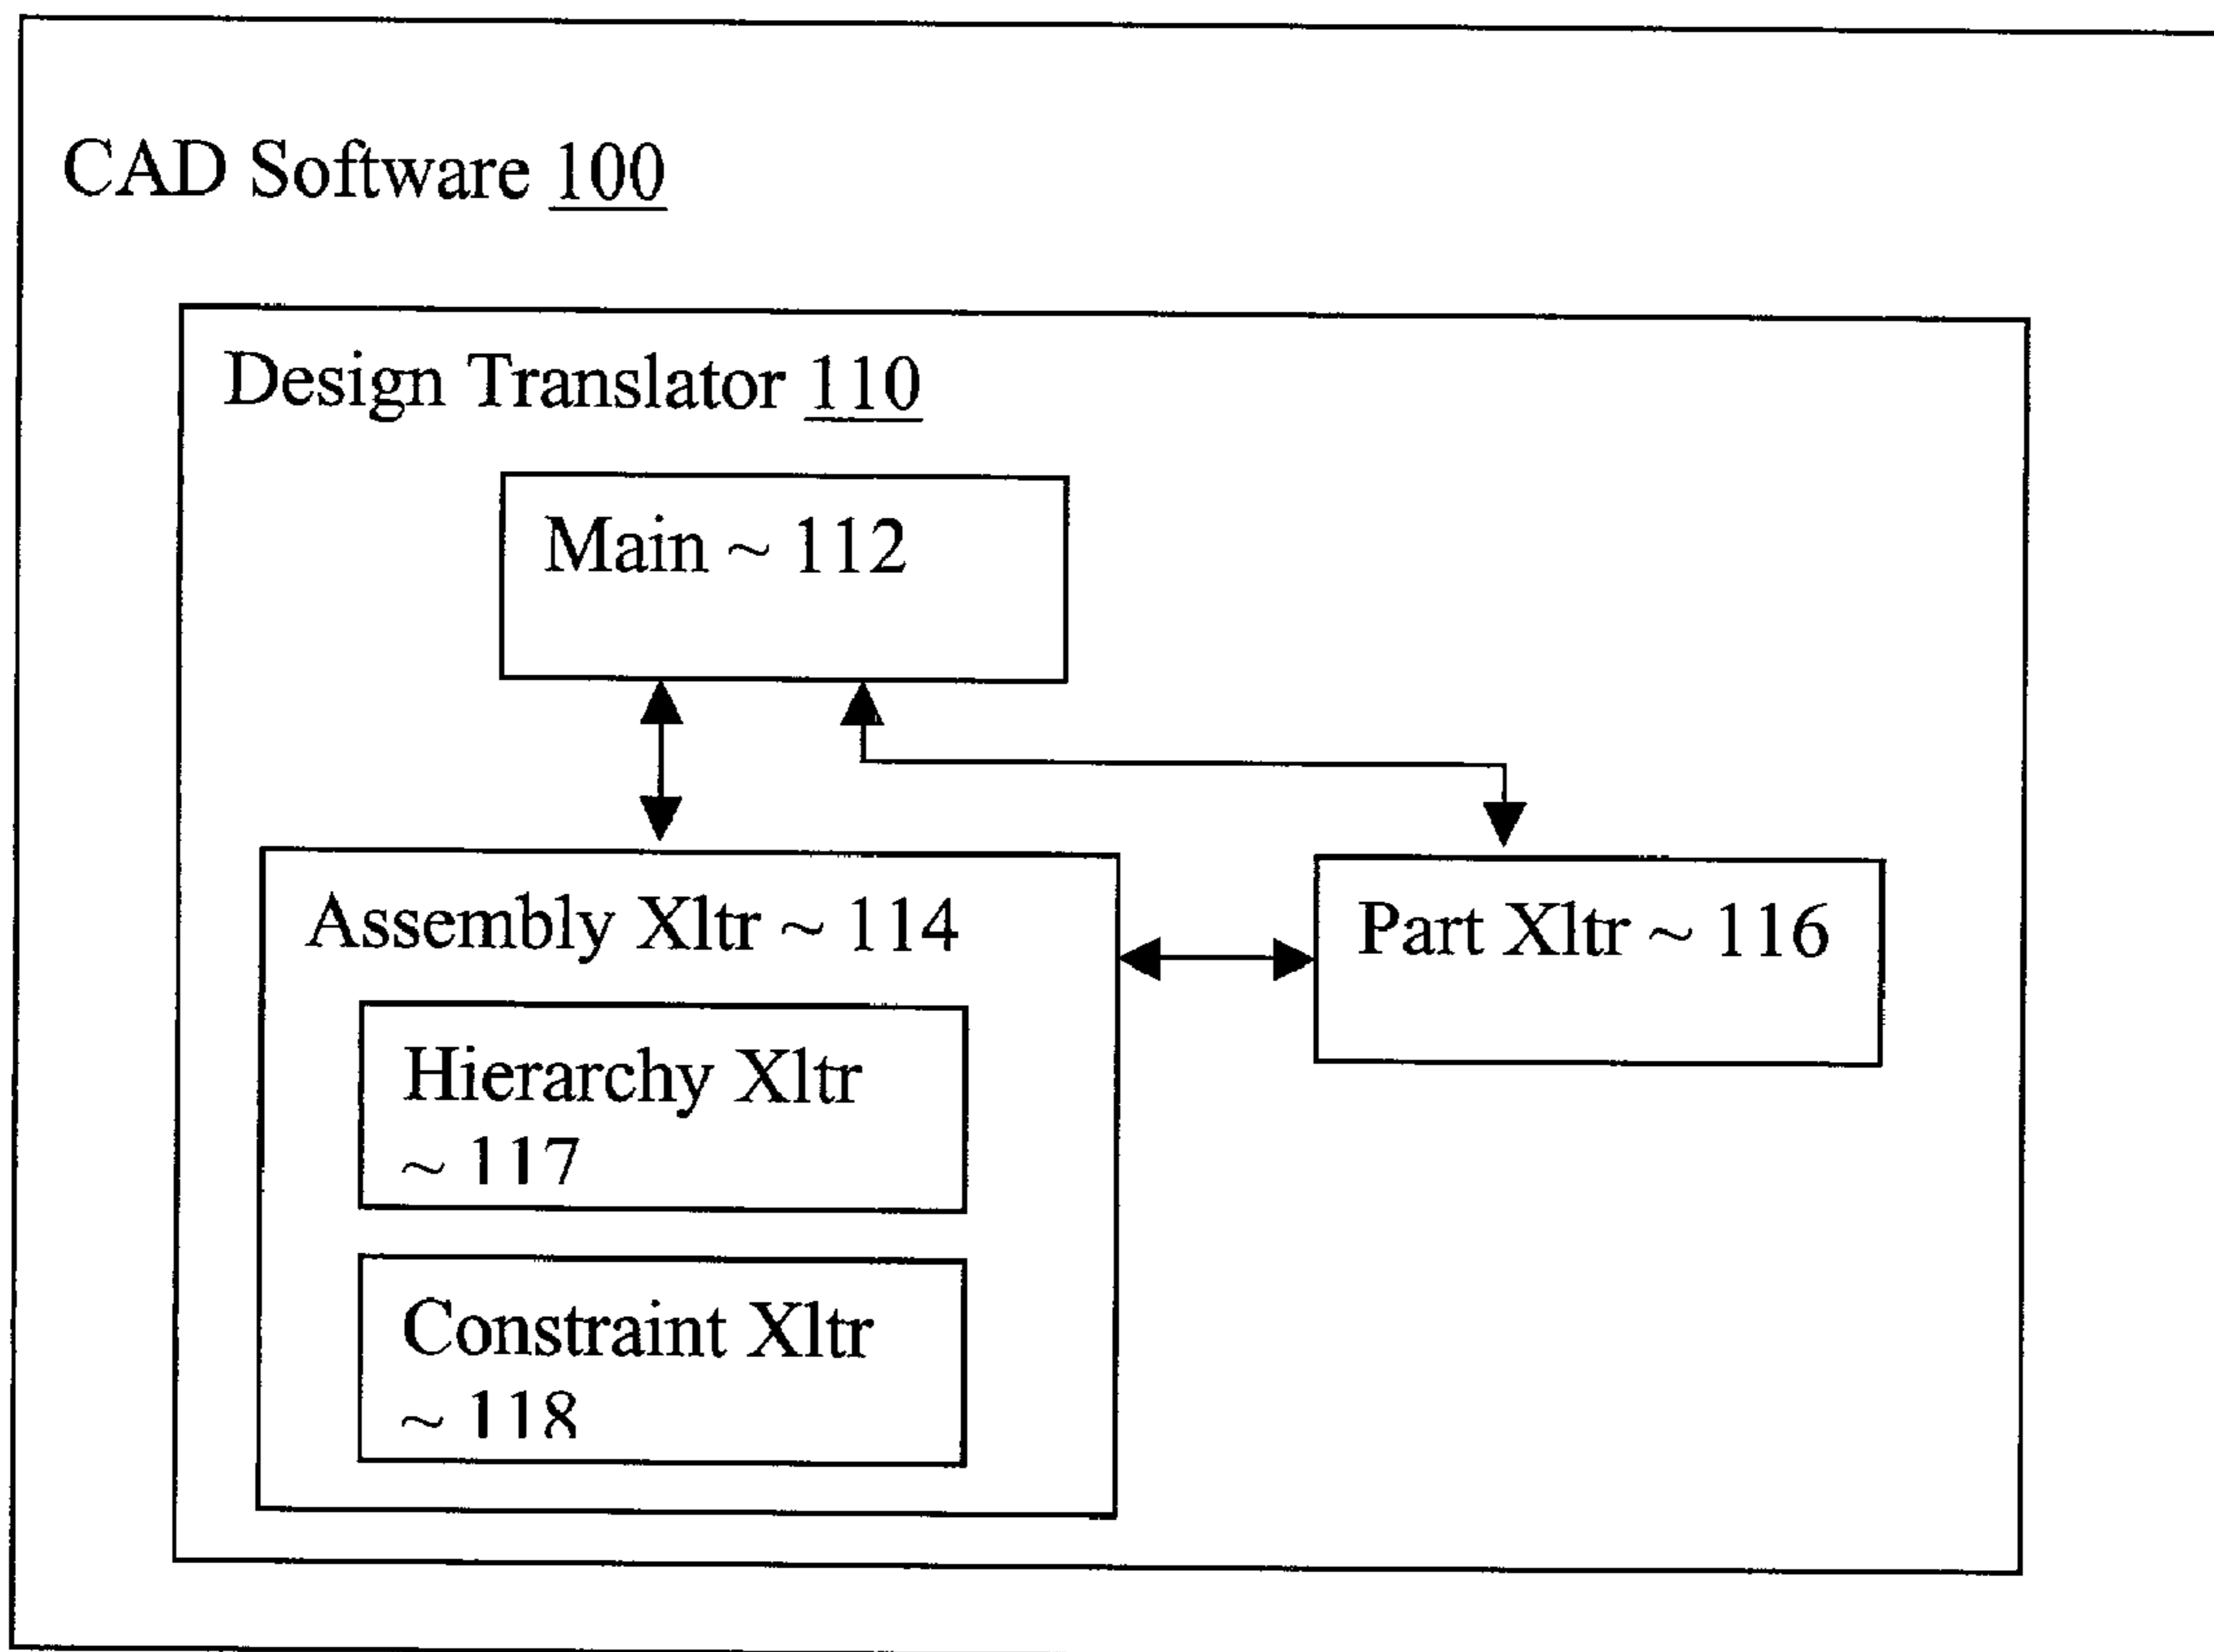 CAD Software 100
Design Translator 110
Main ~ 112
Assembly Xltr ~ 114
Part Xltr ~ 116
Hierarchy Xltr
~ 117
Constraint Xltr
~ 118